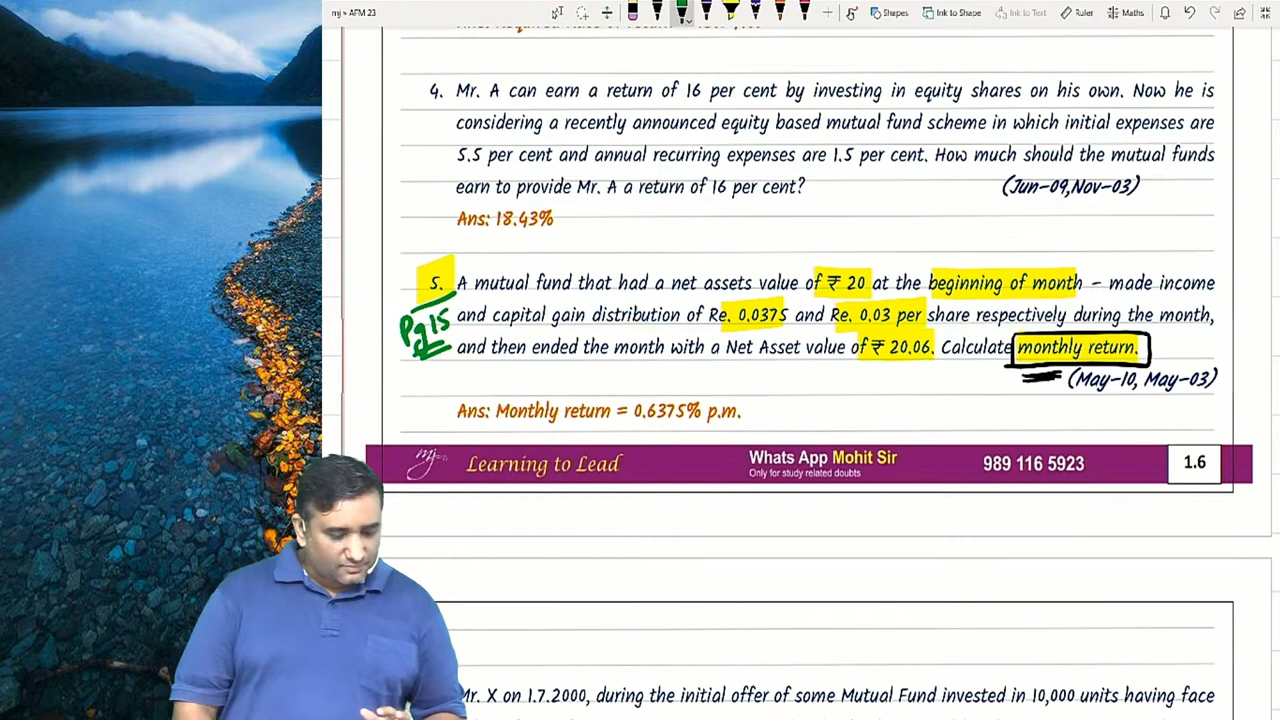 mj > AFM 23
Shapes
Ink to Shape
Ink to Text
Ruler
Maths
4. Mr. A can earn a return of 16 per cent by investing in equity shares on his own. Now he is
considering a recently announced equity based mutual fund scheme in which initial expenses are
5.5 per cent and annual recurring expenses are 1.5 per cent. How much should the mutual funds
earn to provide Mr. A a return of 16 per cent?
(Jun-09,Nov-03)
Ans: 18.43%
5. A mutual fund that had a net assets value of ₹ 20 at the beginning of month – made income
Pg 15
and capital gain distribution of Re. 0.0375 and Re. 0.03 per share respectively during the month,
and then ended the month with a Net Asset value of ₹ 20.06. Calculate monthly return.
(May-10, May-03)
Ans: Monthly return = 0.6375% p.m.
mj
Learning to Lead
Whats App Mohit Sir
Only for study related doubts
989 116 5923
1.6
Mr. X on 1.7.2000, during the initial offer of some Mutual Fund invested in 10,000 units having face